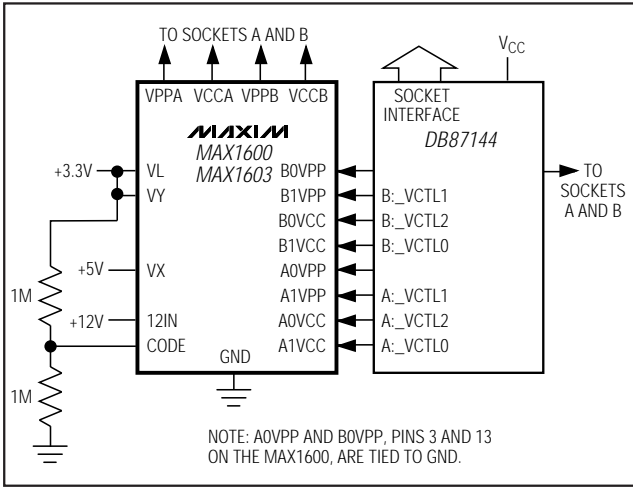 TO SOCKETS A AND B
VCC
VPPA VCCA VPPB VCCB
SOCKET
INTERFACE
DB87144
MAXIM
MAX1600
MAX1603
+3.3V
VL
VY
+5V
VX
+12V
12IN
CODE
GND
1M
1M
B0VPP
B1VPP
B0VCC
B1VCC
A0VPP
A1VPP
A0VCC
A1VCC
B:_VCTL1
B:_VCTL2
B:_VCTL0
A:_VCTL1
A:_VCTL2
A:_VCTL0
TO
SOCKETS
A AND B
NOTE: A0VPP AND B0VPP, PINS 3 AND 13
ON THE MAX1600, ARE TIED TO GND.